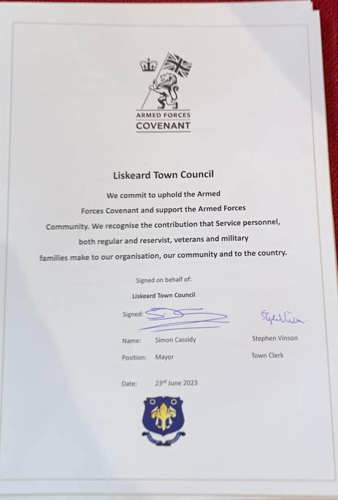 ARMED FORCES
COVENANT
Liskeard Town Council
We commit to uphold the Armed
Forces Covenant and support the Armed Forces
Community. We recognise the contribution that Service personnel,
both regular and reservist, veterans and military
families make to our organisation, our community and to the country.
Signed on behalf of:
Liskeard Town Council
Signed:
Name: Simon Cassidy Stephen Vinson
Position: Mayor Town Clerk
Date: 23rd June 2023